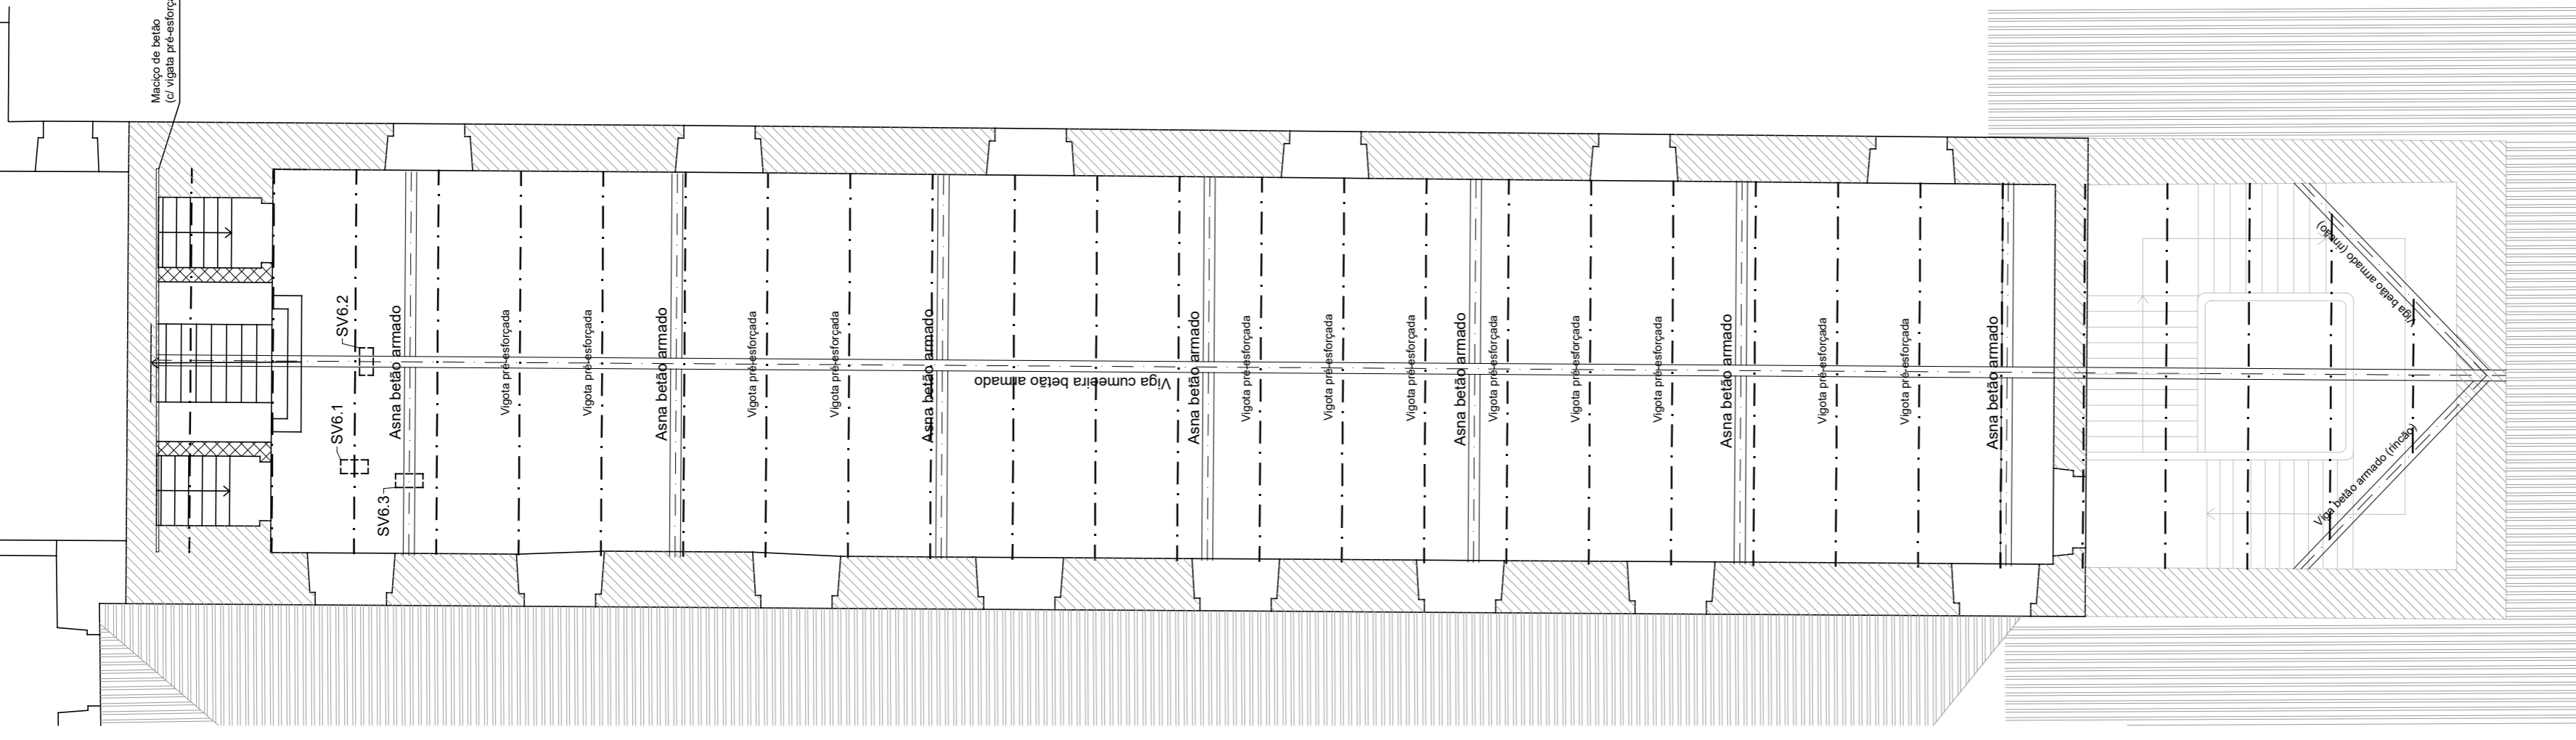 Maciço de betão
(c/ vigata pré-esforç
SV6.2
SV6.1
SV6.3
Asna betão armado
Vigota pré-esforçada
Vigota pré-esforçada
Asna betão armado
Vigota pré-esforçada
Vigota pré-esforçada
Asna betão armado
Viga cumeeira betão armado
Asna betão armado
Vigota pré-esforçada
Vigota pré-esforçada
Vigota pré-esforçada
Asna betão armado
Vigota pré-esforçada
Vigota pré-esforçada
Vigota pré-esforçada
Asna betão armado
Vigota pré-esforçada
Vigota pré-esforçada
Asna betão armado
Viga betão armado (rincão)
Viga betão armado (rincão)